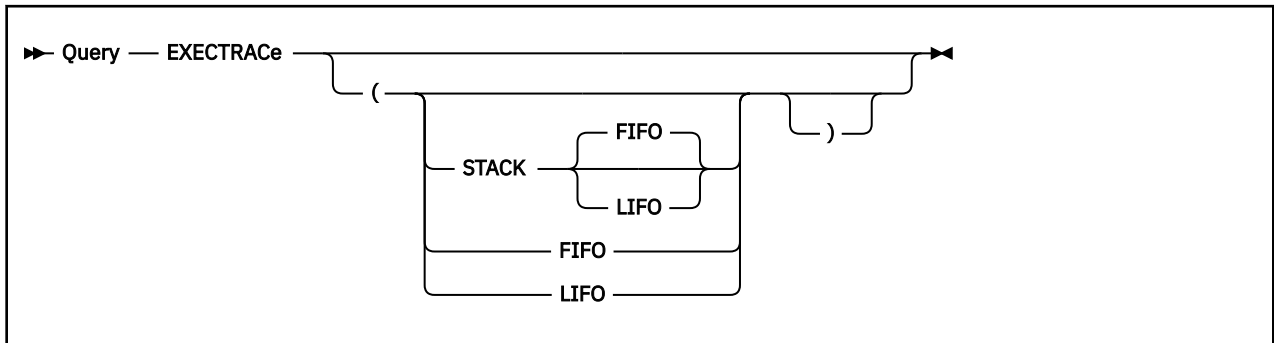 Query EXECTRACe
(
)
FIFO
STACK
LIFO
FIFO
LIFO